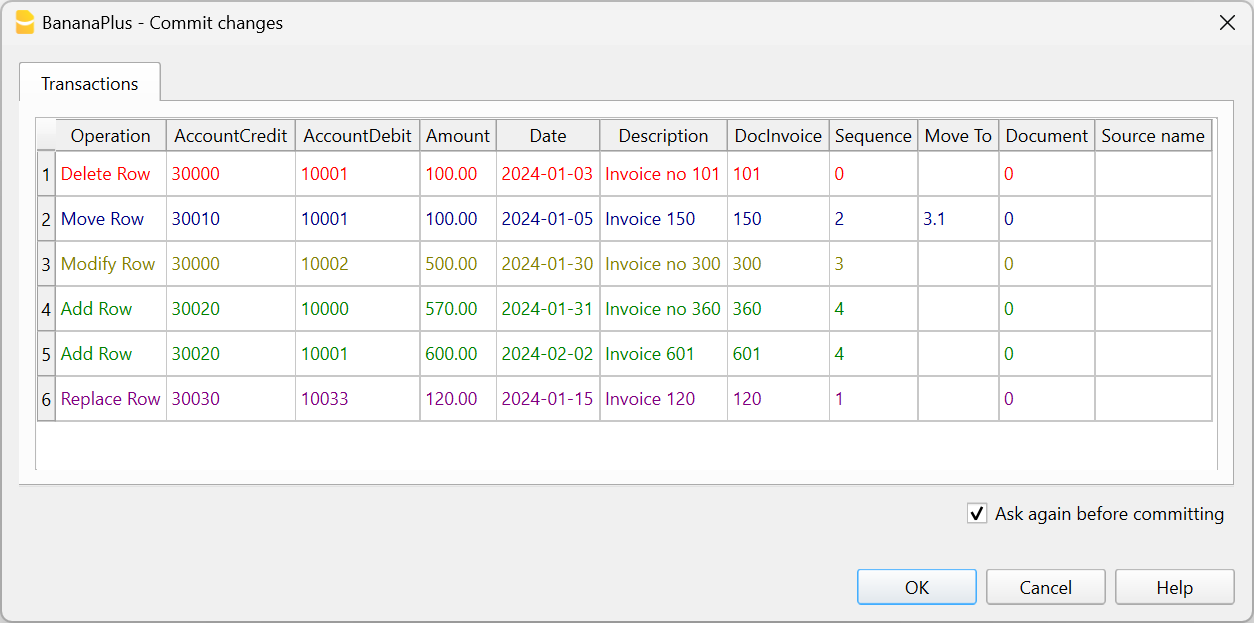 BananaPlus - Commit changes
Transactions
Operation AccountCredit AccountDebit Amount Date Description DocInvoice Sequence Move To Document Source name
1 Delete Row 30000 10001 100.00 2024-01-03 Invoice no 101 101 0 0
2 Move Row 30010 10001 100.00 2024-01-05 Invoice 150 150 2 3.1 0
3 Modify Row 30000 10002 500.00 2024-01-30 Invoice no 300 300 3 0
4 Add Row 30020 10000 570.00 2024-01-31 Invoice no 360 360 4 0
5 Add Row 30020 10001 600.00 2024-02-02 Invoice 601 601 4 0
6 Replace Row 30030 10033 120.00 2024-01-15 Invoice 120 120 1 0
Ask again before committing
OK Cancel Help